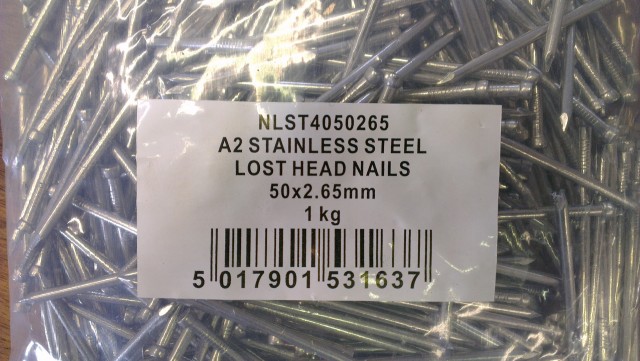 NLST4050265
A2 STAINLESS STEEL
LOST HEAD NAILS
50x2.65mm
1 kg
5 017901 531637